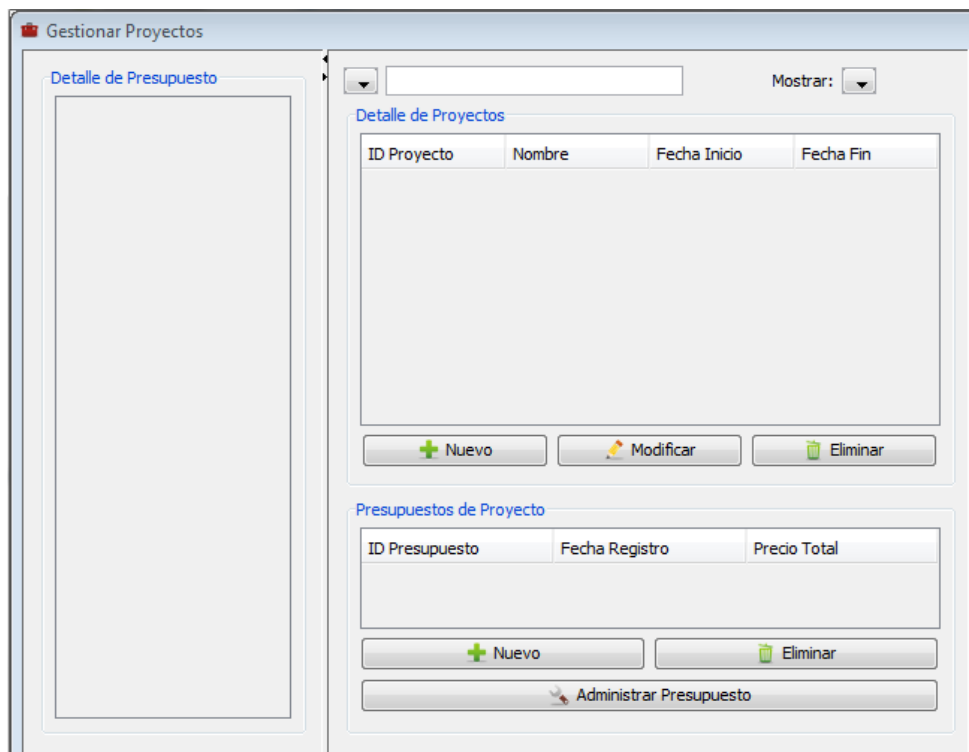 Gestionar Proyectos
Detalle de Presupuesto
Mostrar:
Detalle de Proyectos
ID Proyecto Nombre Fecha Inicio Fecha Fin
Nuevo Modificar Eliminar
Presupuestos de Proyecto
ID Presupuesto Fecha Registro Precio Total
Nuevo Eliminar
Administrar Presupuesto